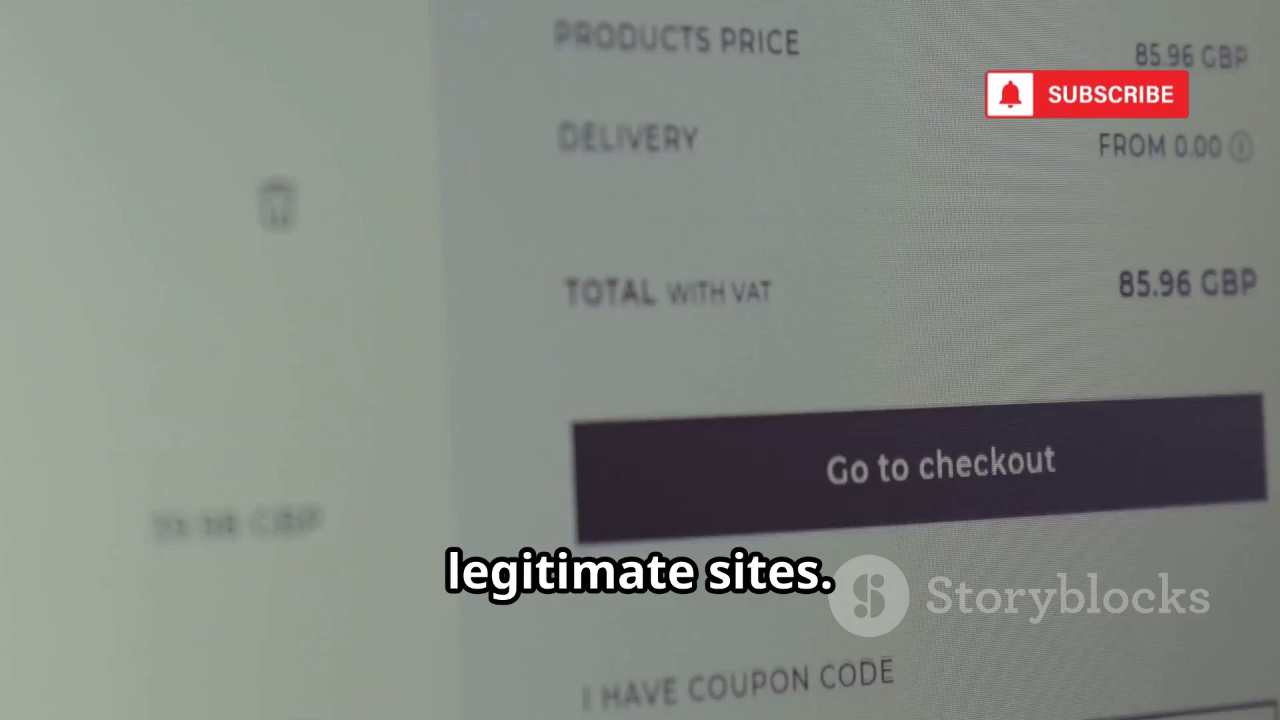 PRODUCTS PRICE 85.96 GBP
SUBSCRIBE
DELIVERY FROM 0.00
TOTAL WITH VAT 85.96 GBP
Go to checkout
legitimate sites.
Storyblocks
I HAVE COUPON CODE